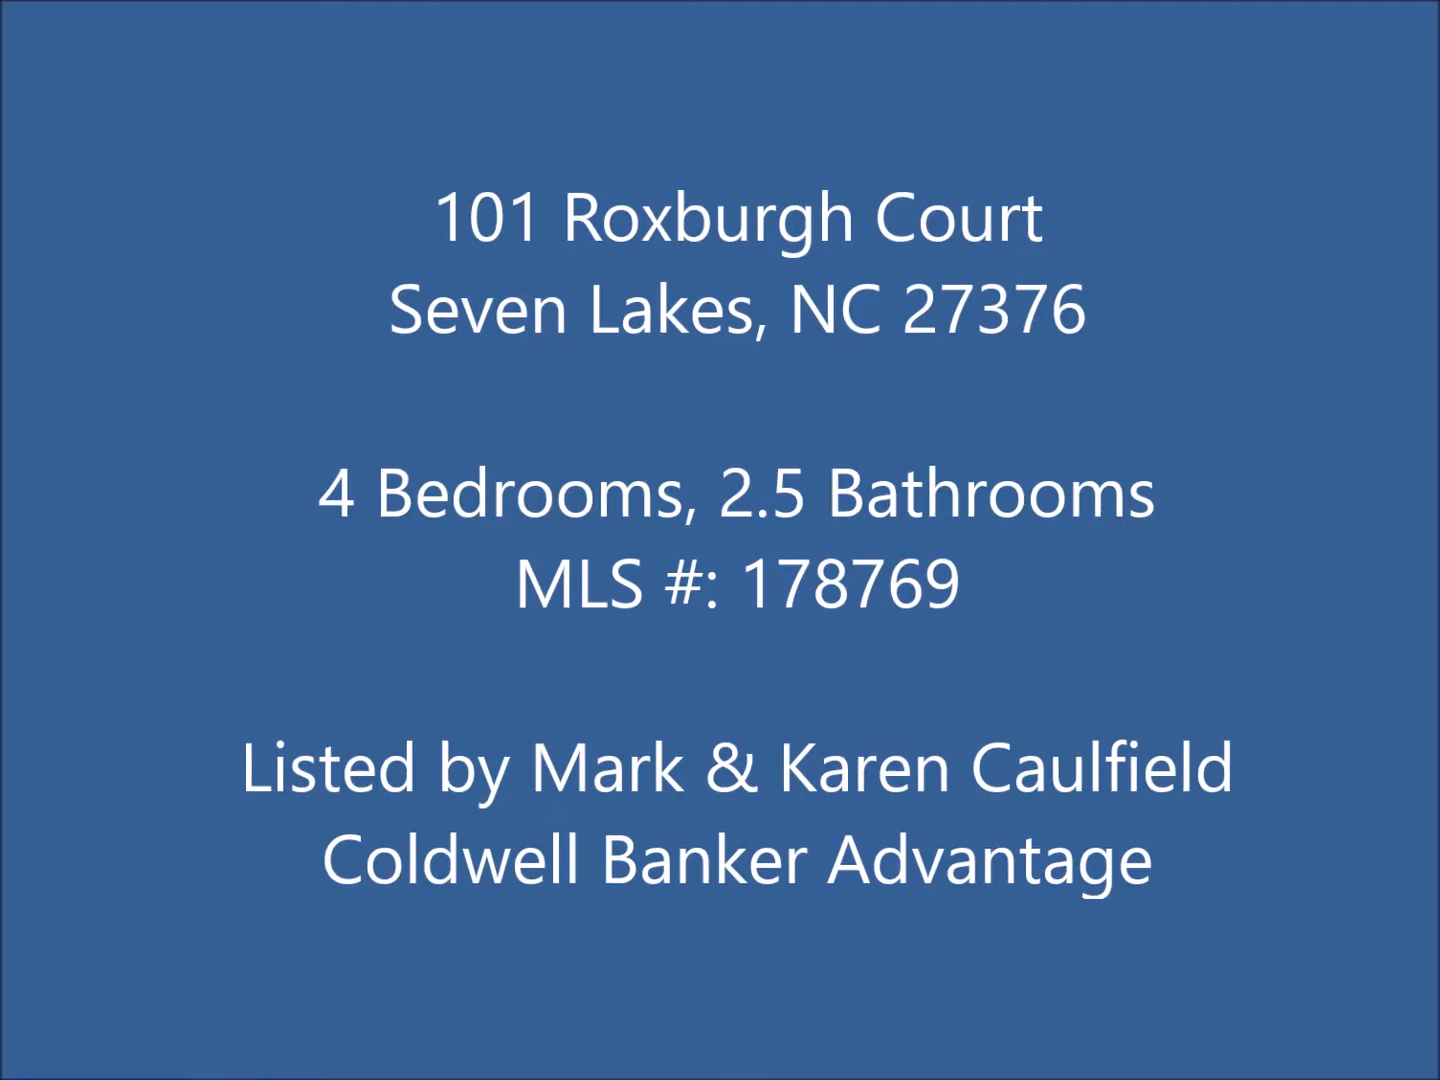 101 Roxburgh Court
Seven Lakes, NC 27376
4 Bedrooms, 2.5 Bathrooms
MLS #: 178769
Listed by Mark & Karen Caulfield
Coldwell Banker Advantage